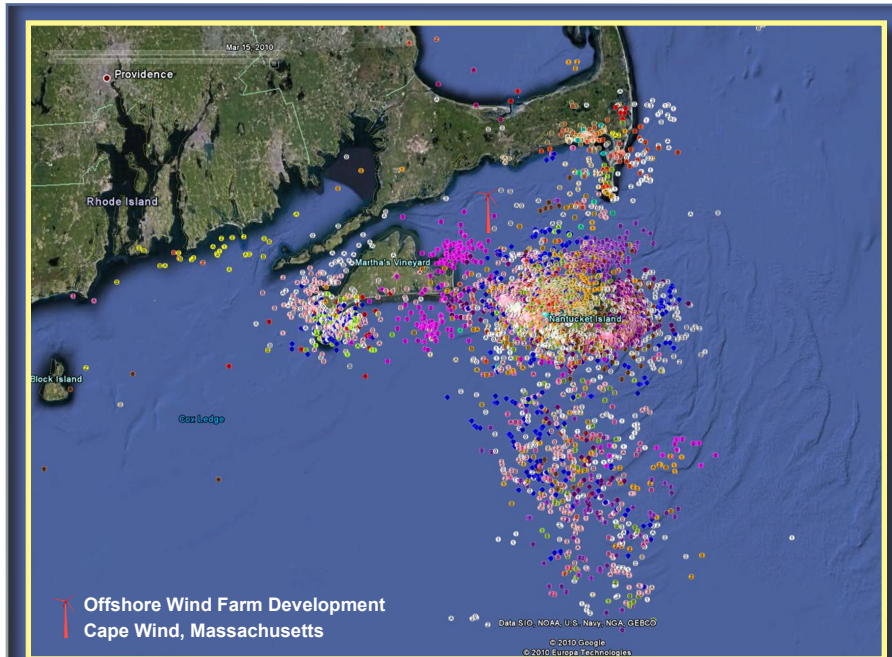 Mar 15, 2010
Providence
Rhode Island
Martha's Vineyard
Nantucket Island
Block Island
Cox Ledge
Offshore Wind Farm Development
Cape Wind, Massachusetts
Data SIO, NOAA, U.S. Navy, NGA, GEBCO
© 2010 Google
© 2010 Europa Technologies